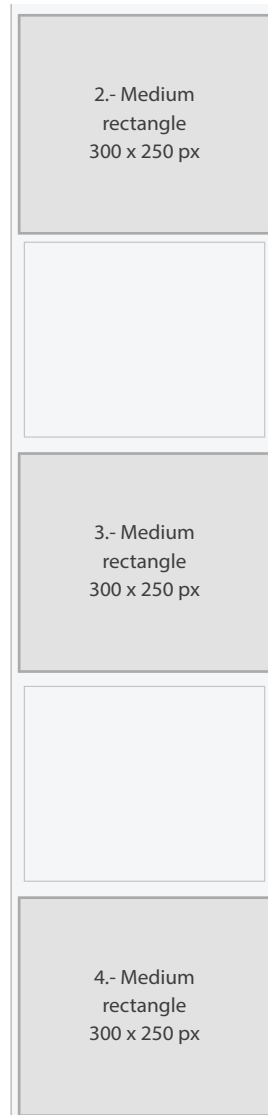 2.- Medium
rectangle
300 x 250 px
3.- Medium
rectangle
300 x 250 px
4.- Medium
rectangle
300 x 250 px